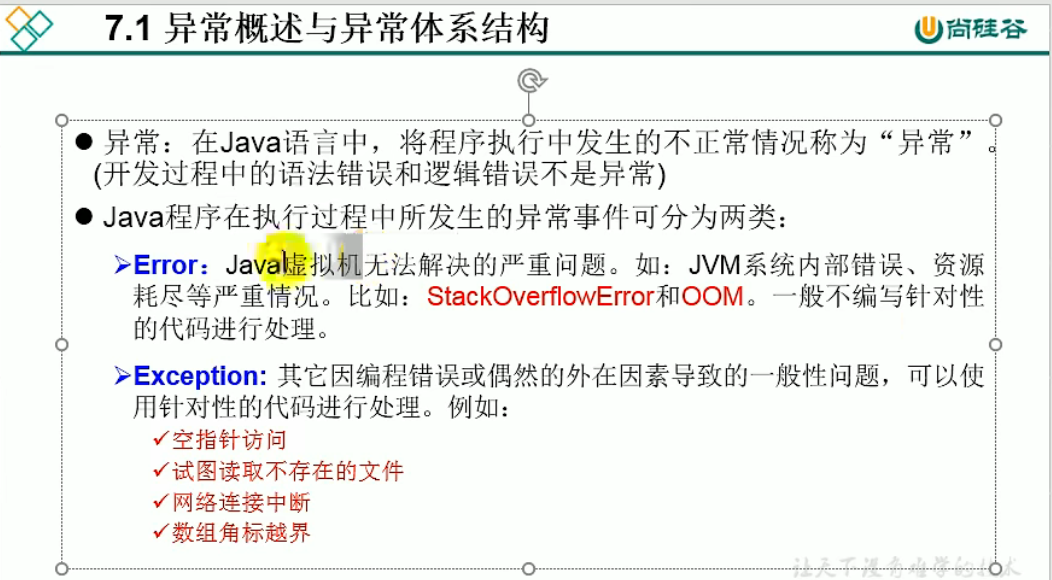 7.1 异常概述与异常体系结构
尚硅谷
● 异常：在Java语言中，将程序执行中发生的不正常情况称为“异常”。
(开发过程中的语法错误和逻辑错误不是异常)
● Java程序在执行过程中所发生的异常事件可分为两类：
➢Error：Java虚拟机无法解决的严重问题。如：JVM系统内部错误、资源
耗尽等严重情况。比如：StackOverflowError和OOM。一般不编写针对性
的代码进行处理。
➢Exception: 其它因编程错误或偶然的外在因素导致的一般性问题，可以使
用针对性的代码进行处理。例如：
✓空指针访问
✓试图读取不存在的文件
✓网络连接中断
✓数组角标越界
让天下没有难学的技术